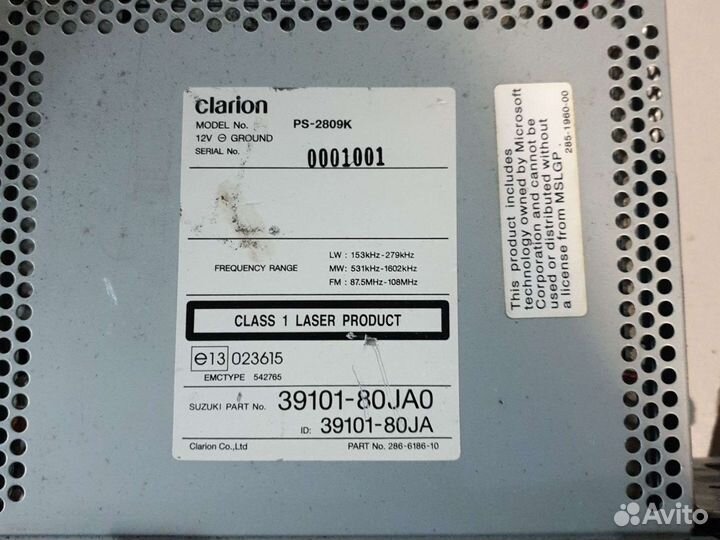 clarion
MODEL No. PS-2809K
12V ⊖ GROUND
SERIAL No. 0001001
FREQUENCY RANGE
LW : 153kHz-279kHz
MW: 531kHz-1602kHz
FM : 87.5MHz-108MHz
CLASS 1 LASER PRODUCT
e13 023615
EMCTYPE 542765
SUZUKI PART No. 39101-80JA0
ID: 39101-80JA
Clarion Co.,Ltd PART No. 286-6186-10
This product includes
technology owned by Microsoft
Corporation and cannot be
used or distributed without
a license from MSLGP.
285-1960-00
Avito